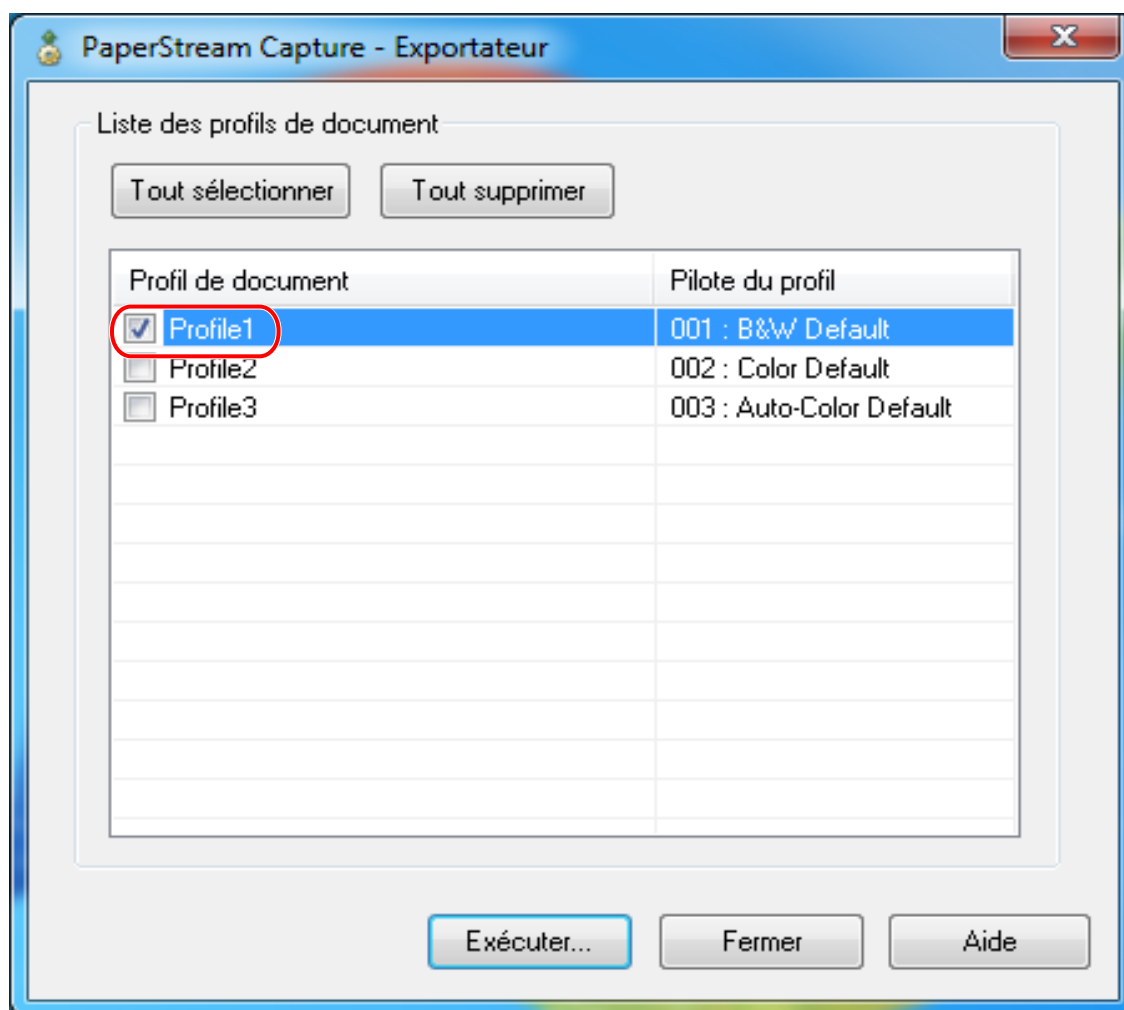 PaperStream Capture - Exportateur
Liste des profils de document
Tout sélectionner Tout supprimer
Profil de document Pilote du profil
Profile1 001 : B&W Default
Profile2 002 : Color Default
Profile3 003 : Auto-Color Default
Exécuter... Fermer Aide